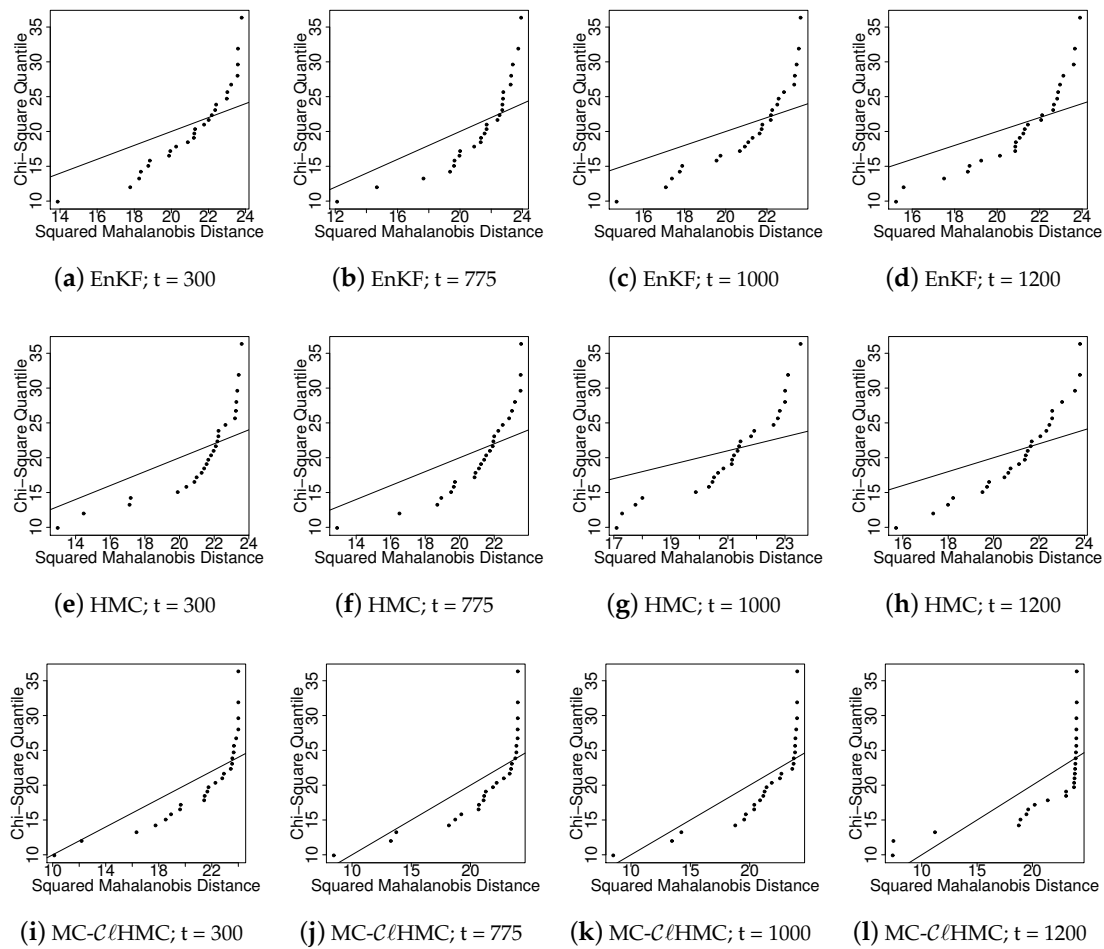 Chi−Square Quantile
10 15 20 25 30 35
14 16 18 20 22 24
Squared Mahalanobis Distance
(a) EnKF; t = 300
Chi−Square Quantile
10 15 20 25 30 35
12 16 20 24
Squared Mahalanobis Distance
(b) EnKF; t = 775
Chi−Square Quantile
10 15 20 25 30 35
16 18 20 22
Squared Mahalanobis Distance
(c) EnKF; t = 1000
Chi−Square Quantile
10 15 20 25 30 35
16 18 20 22 24
Squared Mahalanobis Distance
(d) EnKF; t = 1200
Chi−Square Quantile
10 15 20 25 30 35
14 16 18 20 22 24
Squared Mahalanobis Distance
(e) HMC; t = 300
Chi−Square Quantile
10 15 20 25 30 35
14 16 18 20 22
Squared Mahalanobis Distance
(f) HMC; t = 775
Chi−Square Quantile
10 15 20 25 30 35
17 19 21 23
Squared Mahalanobis Distance
(g) HMC; t = 1000
Chi−Square Quantile
10 15 20 25 30 35
16 18 20 22 24
Squared Mahalanobis Distance
(h) HMC; t = 1200
Chi−Square Quantile
10 15 20 25 30 35
10 14 18 22
Squared Mahalanobis Distance
(i) MC-𝒞ℓHMC; t = 300
Chi−Square Quantile
10 15 20 25 30 35
10 20
Squared Mahalanobis Distance
(j) MC-𝒞ℓHMC; t = 775
Chi−Square Quantile
10 15 20 25 30 35
10 20
Squared Mahalanobis Distance
(k) MC-𝒞ℓHMC; t = 1000
Chi−Square Quantile
10 15 20 25 30 35
10 20
Squared Mahalanobis Distance
(l) MC-𝒞ℓHMC; t = 1200